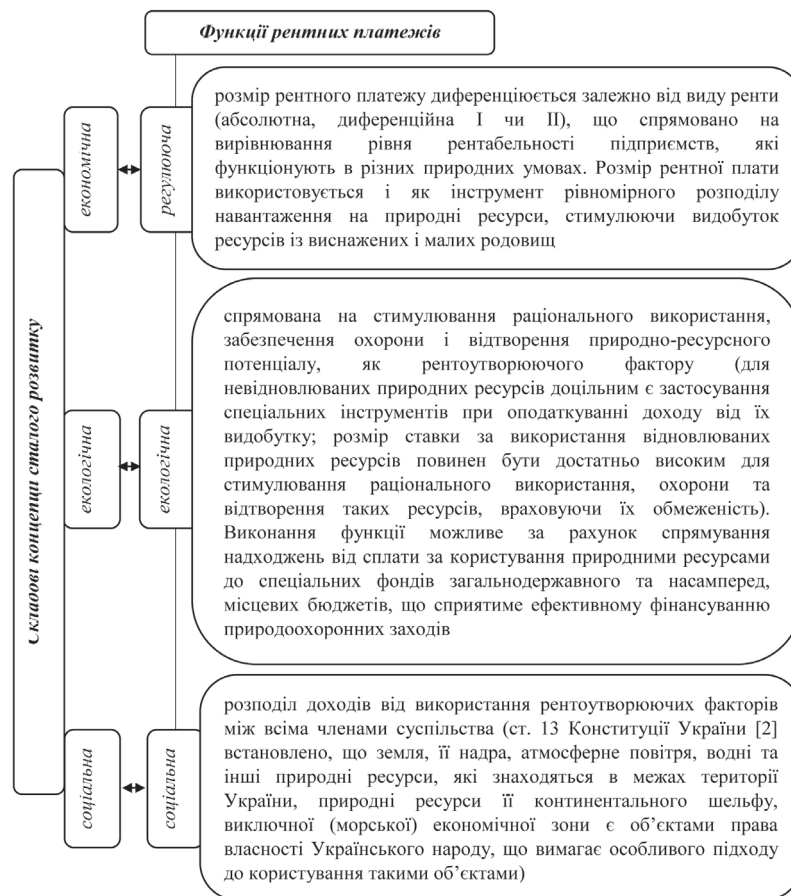 Функції рентних платежів
Складові концепци сталого розвитку
економічна
регулююча
розмір рентного платежу диференціюється залежно від виду ренти
(абсолютна, диференційна І чи ІІ), що спрямовано на
вирівнювання рівня рентабельності підприємств, які
функціонують в різних природних умовах. Розмір рентної плати
використовується і як інструмент рівномірного розподілу
навантаження на природні ресурси, стимулюючи видобуток
ресурсів із виснажених і малих родовищ
екологічна
екологічна
спрямована на стимулювання раціонального використання,
забезпечення охорони і відтворення природно-ресурсного
потенціалу, як рентоутворюючого фактору (для
невідновлюваних природних ресурсів доцільним є застосування
спеціальних інструментів при оподаткуванні доходу від їх
видобутку; розмір ставки за використання відновлюваних
природних ресурсів повинен бути достатньо високим для
стимулювання раціонального використання, охорони та
відтворення таких ресурсів, враховуючи їх обмеженість).
Виконання функції можливе за рахунок спрямування
надходжень від сплати за користування природними ресурсами
до спеціальних фондів загальнодержавного та насамперед,
місцевих бюджетів, що сприятиме ефективному фінансуванню
природоохоронних заходів
соціальна
соціальна
розподіл доходів від використання рентоутворюючих факторів
між всіма членами суспільства (ст. 13 Конституції України [2]
встановлено, що земля, її надра, атмосферне повітря, водні та
інші природні ресурси, які знаходяться в межах території
України, природні ресурси її континентального шельфу,
виключної (морської) економічної зони є об’єктами права
власності Українського народу, що вимагає особливого підходу
до користування такими об’єктами)